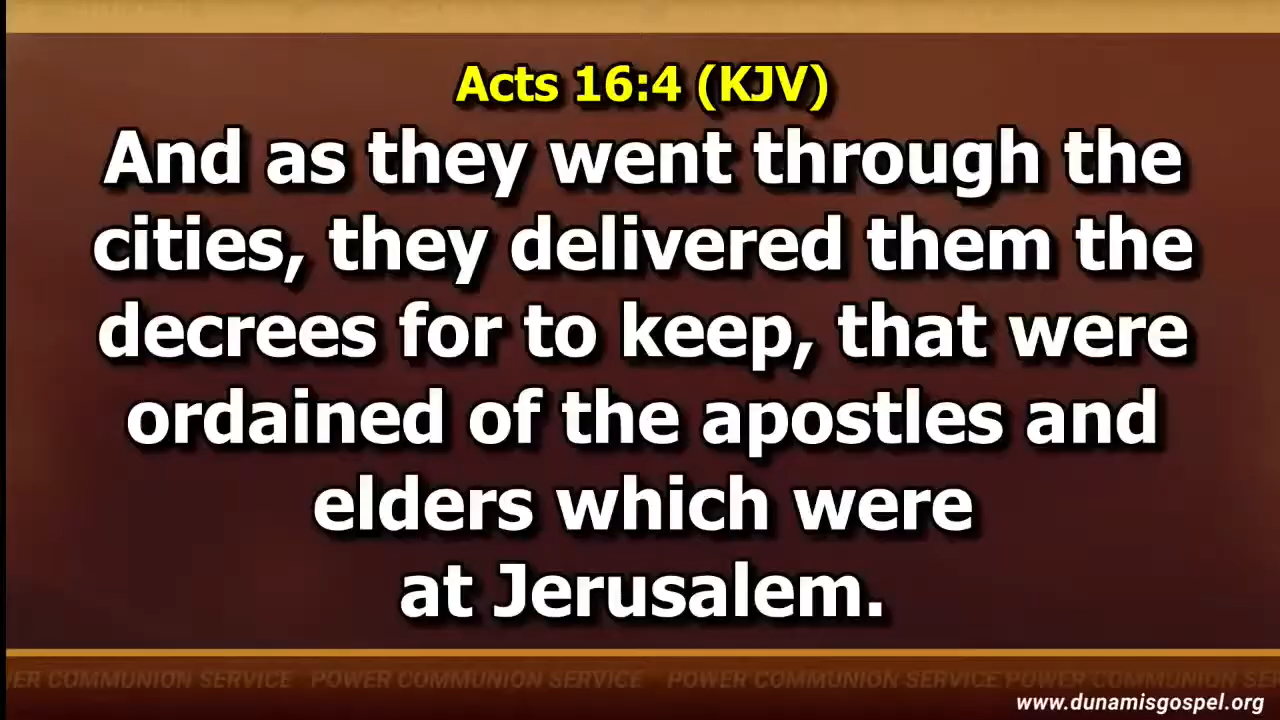 Acts 16:4 (KJV)
And as they went through the
cities, they delivered them the
decrees for to keep, that were
ordained of the apostles and
elders which were
at Jerusalem.
ER COMMUNION SERVICE POWER COMMUNION SERVICE POWER COMMUNION SERVICE POWER COMMUNION SER
www.dunamisgospel.org